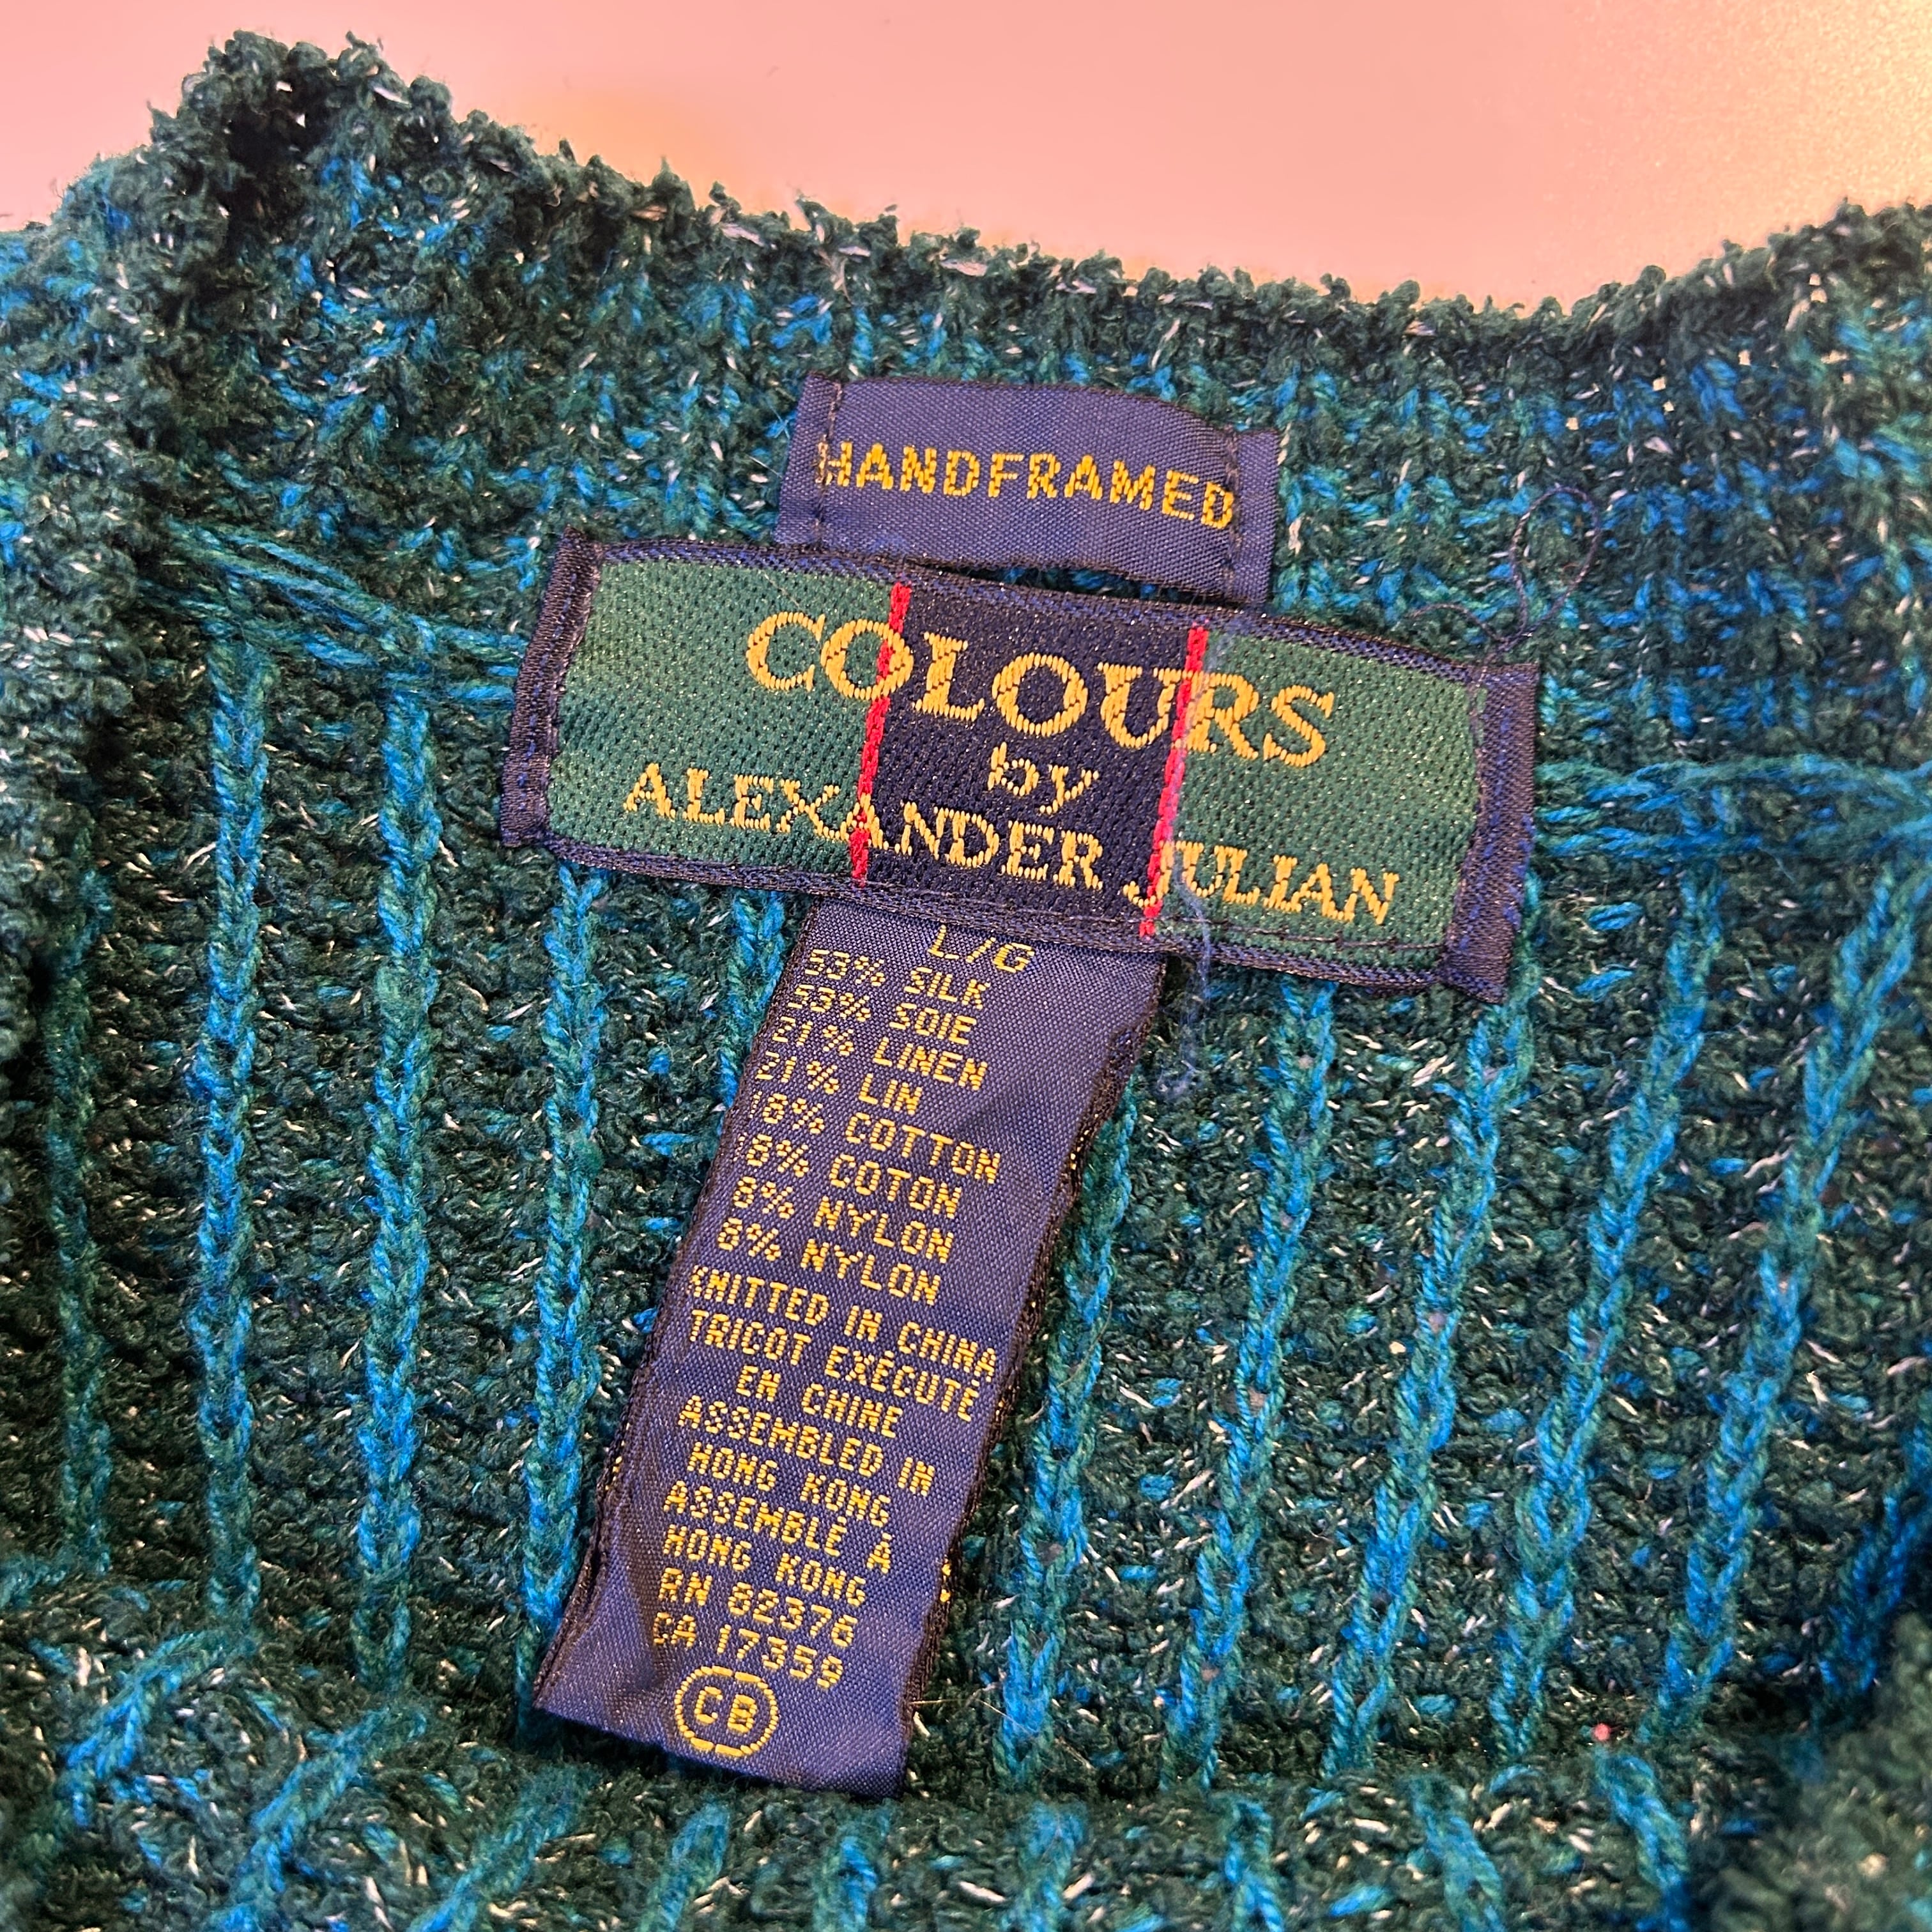 HANDFRAMED
COLOURS
by
ALEXANDER JULIAN
L/G
53% SILK
53% SOIE
21% LINEN
21% LIN
18% COTTON
18% COTON
8% NYLON
8% NYLON
KNITTED IN CHINA
TRICOT EXÉCUTÉ
EN CHINE
ASSEMBLED IN
HONG KONG
ASSEMBLÉ À
HONG KONG
RN 82376
CA 17359
CB